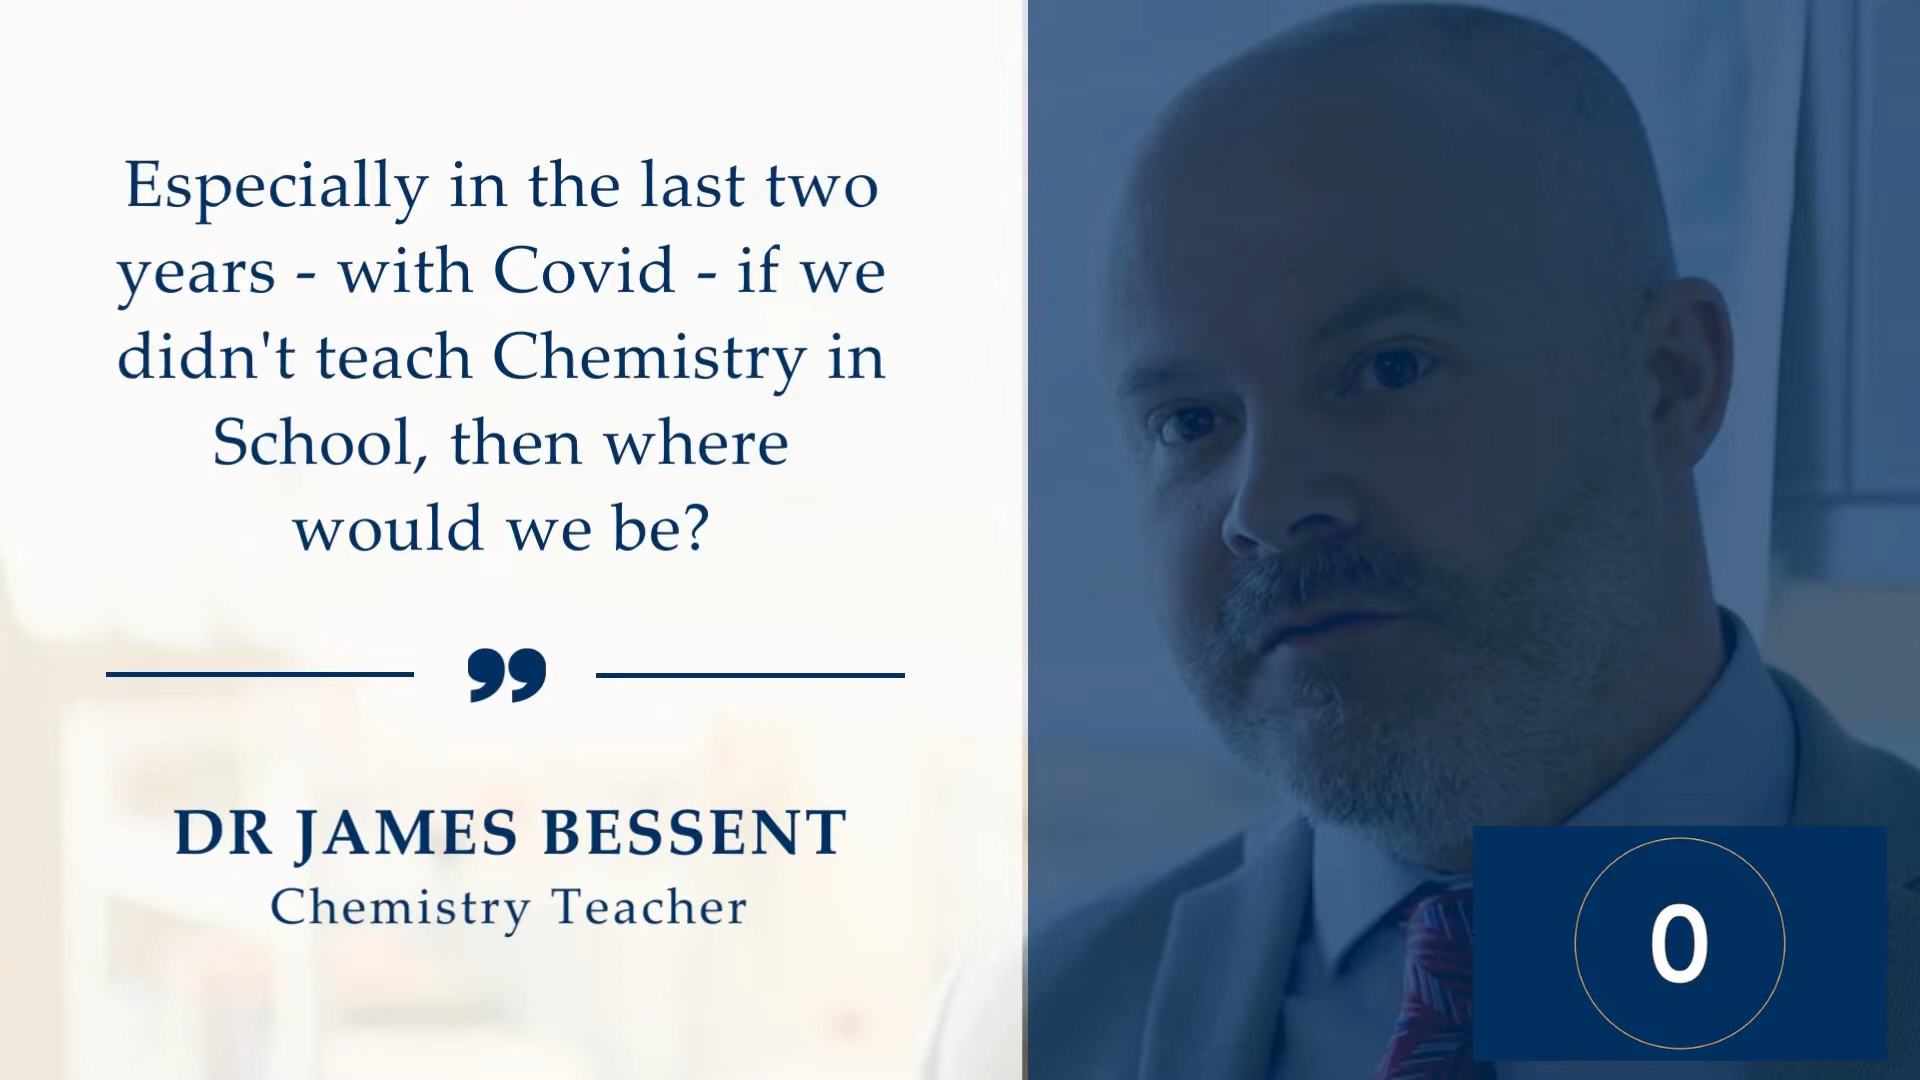 Especially in the last two
years - with Covid - if we
didn't teach Chemistry in
School, then where
would we be?
”
DR JAMES BESSENT
Chemistry Teacher
0